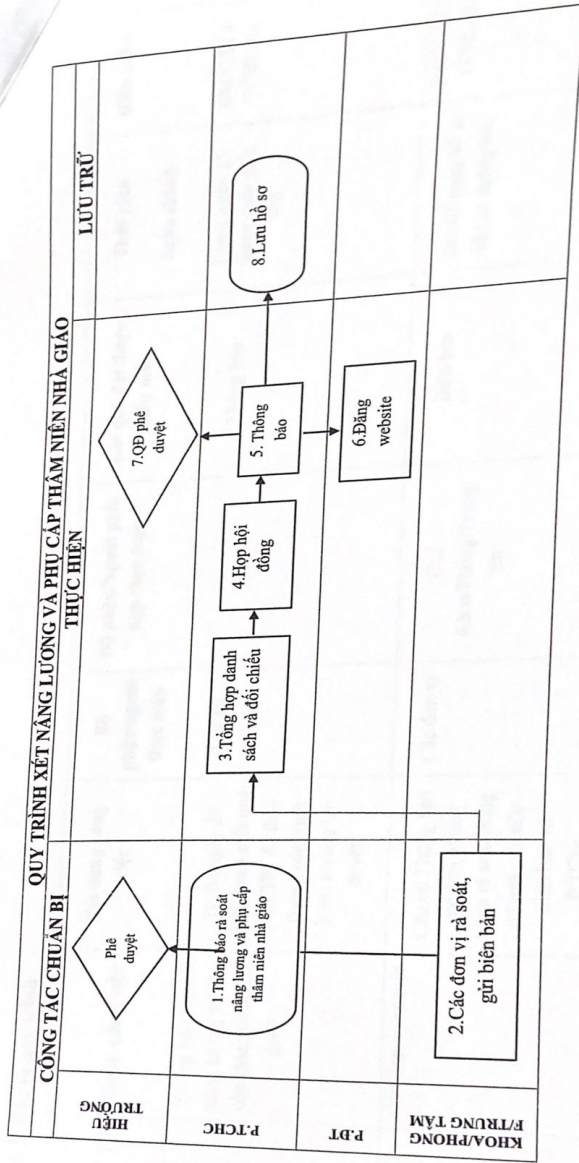 QUY TRÌNH XÉT NÂNG LƯƠNG VÀ PHỤ CẤP THÂM NIÊN NHÀ GIÁO
CÔNG TÁC CHUẨN BỊ
THỰC HIỆN
LƯU TRỮ
HIỆU
TRƯỞNG
Phê
duyệt
7.QĐ phê
duyệt
P.TCHC
1.Thông báo rà soát
nâng lương và phụ cấp
thâm niên nhà giáo
3.Tổng hợp danh
sách và đối chiếu
4.Họp hội
đồng
5. Thông
báo
8.Lưu hồ sơ
P.ĐT
6.Đăng
website
KHOA/PHONG
F/TRUNG TÂM
2.Các đơn vị rà soát,
gửi biên bản